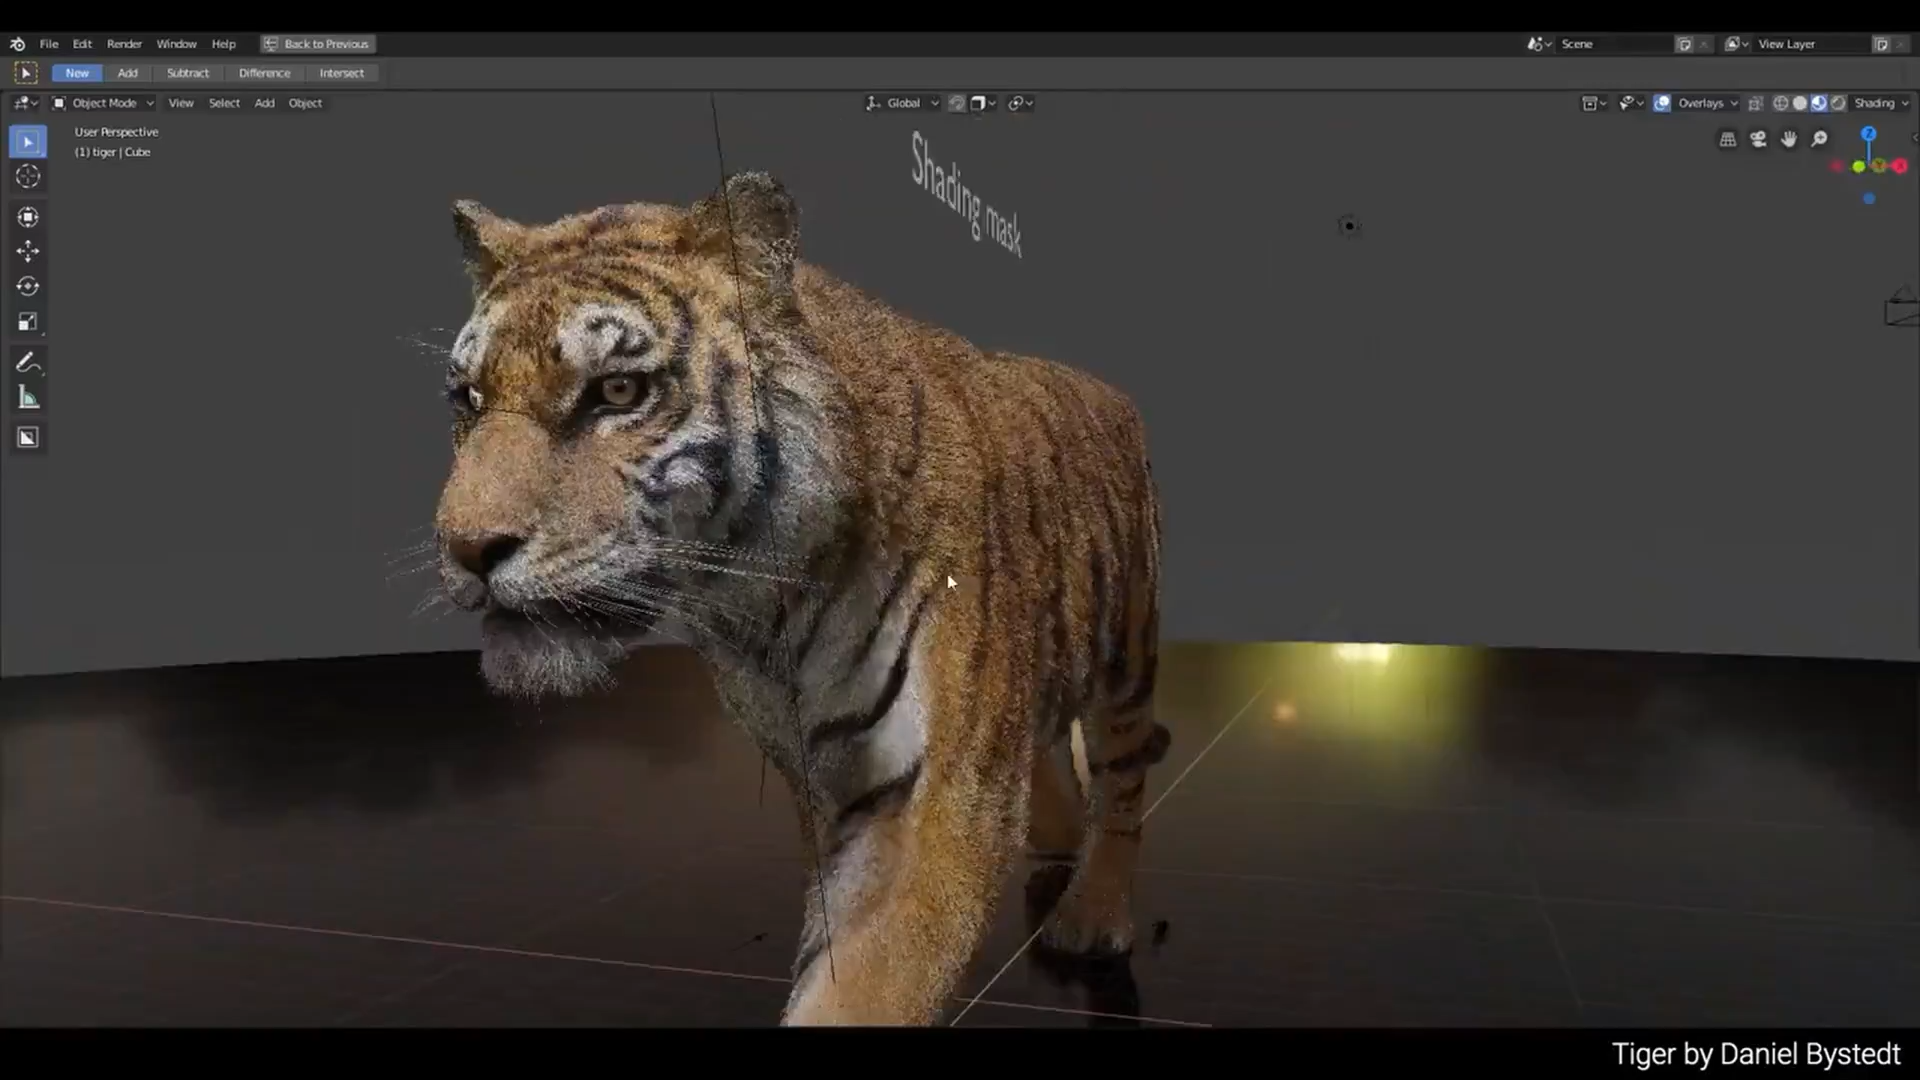 File Edit Render Window Help Back to Previous Scene View Layer
New Add Subtract Difference Intersect
Object Mode View Select Add Object Global Overlays Shading
User Perspective
(1) tiger | Cube
Z
Y
X
Shading mask
Tiger by Daniel Bystedt